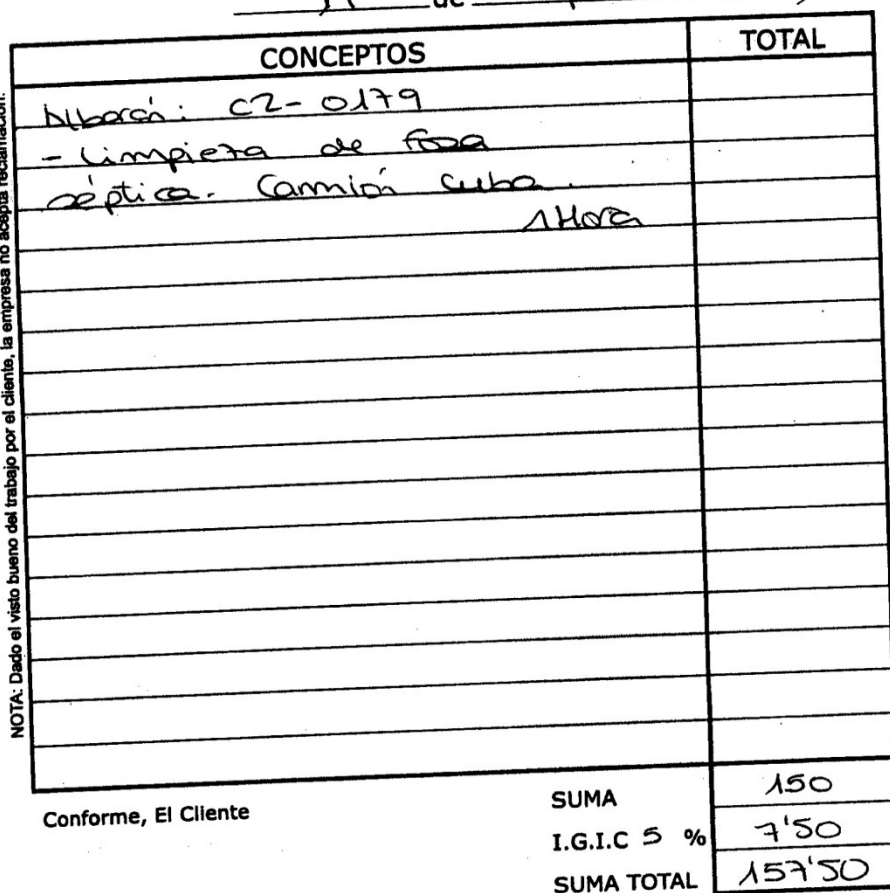 de
CONCEPTOS TOTAL
Albarán: C2-0179
- Limpieza de fosa
séptica. Camión Cuba.
1 Hora
NOTA: Dado el visto bueno del trabajo por el cliente, la empresa no acepta reclamación.
Conforme, El Cliente
SUMA 150
I.G.I.C 5 % 7'50
SUMA TOTAL 157'50